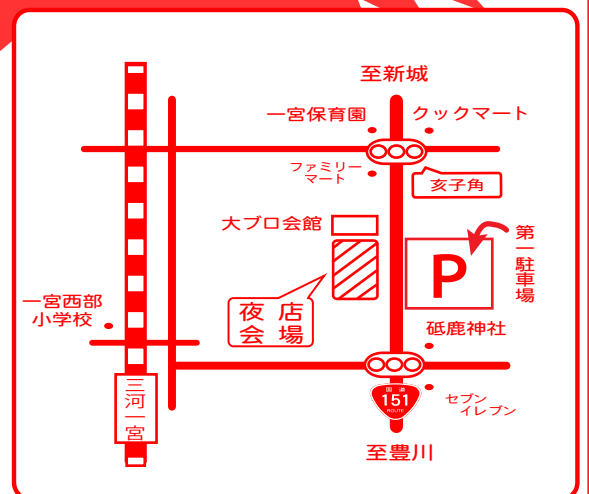 至新城
一宮保育園
クックマート
ファミリー
マート
亥子角
大ブロ会館
第一駐車場
P
夜店
会場
一宮西部
小学校
砥鹿神社
三河一宮
国道
151
ROUTE
セブン
イレブン
至豊川